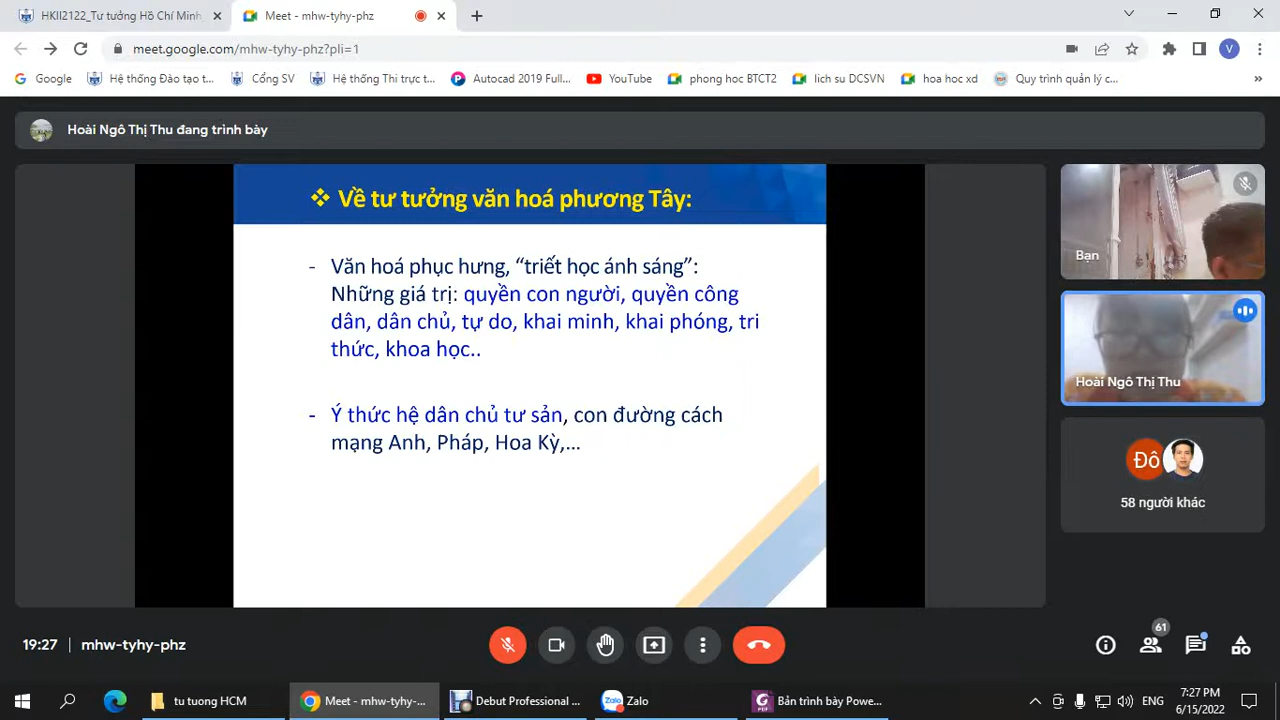 HKII2122_Tư tưởng Hồ Chí Minh
Meet - mhw-tyhy-phz
meet.google.com/mhw-tyhy-phz?pli=1
V
Google
Hệ thống Đào tạo t...
Cổng SV
Hệ thống Thi trực t...
Autocad 2019 Full...
YouTube
phong học BTCT2
lich su DCSVN
hoa hoc xd
Quy trình quản lý c...
»
Hoài Ngô Thị Thu đang trình bày
❖ Về tư tưởng văn hoá phương Tây:
- Văn hoá phục hưng, “triết học ánh sáng”:
Những giá trị: quyền con người, quyền công
dân, dân chủ, tự do, khai minh, khai phóng, tri
thức, khoa học..
- Ý thức hệ dân chủ tư sản, con đường cách
mạng Anh, Pháp, Hoa Kỳ,...
Bạn
Hoài Ngô Thị Thu
Đô
58 người khác
19:27 | mhw-tyhy-phz
61
tu tuong HCM
Meet - mhw-tyhy-...
Debut Professional ...
Zalo
Zalo
PDF
Bản trình bày Powe...
ENG
7:27 PM
6/15/2022